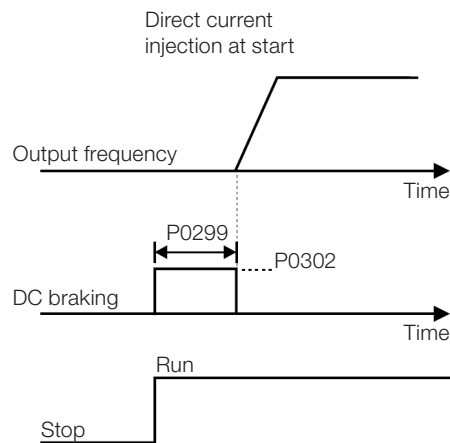 Direct current
injection at start
Output frequency
Time
P0299
P0302
DC braking
Time
Run
Stop